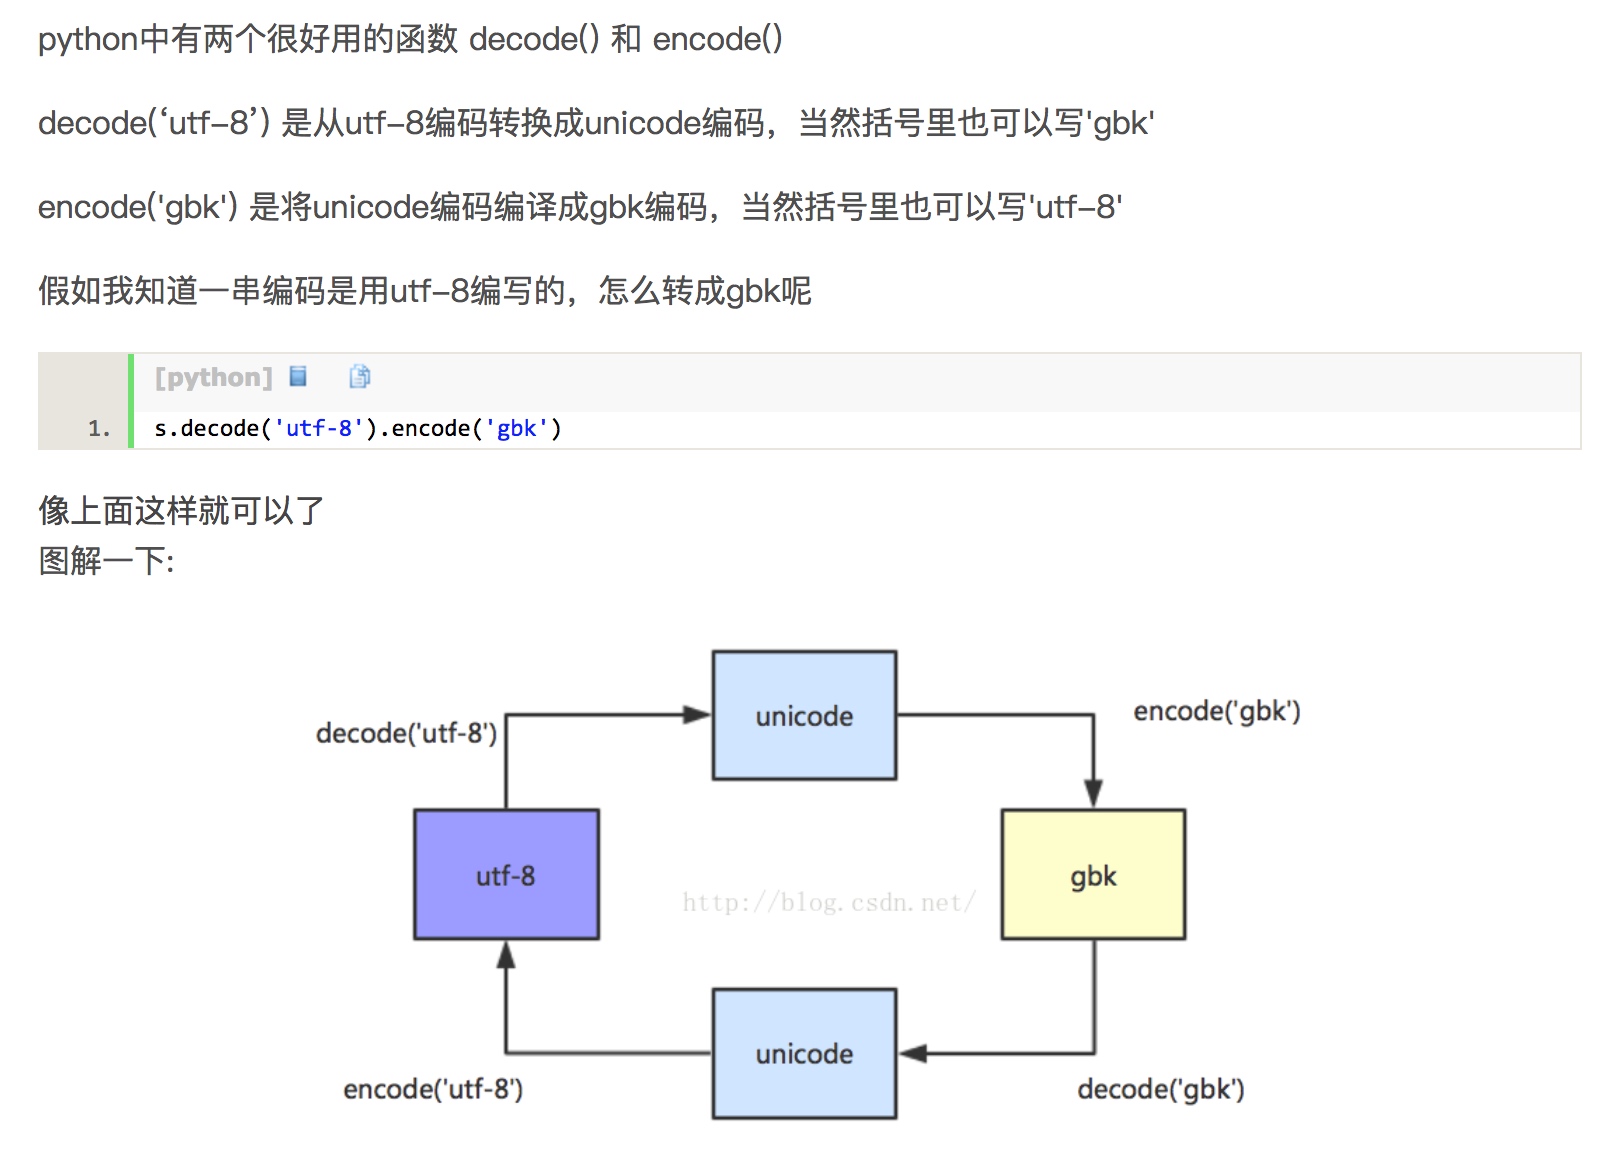 python中有两个很好用的函数 decode() 和 encode()
decode(‘utf-8’) 是从utf-8编码转换成unicode编码，当然括号里也可以写'gbk'
encode('gbk') 是将unicode编码编译成gbk编码，当然括号里也可以写'utf-8'
假如我知道一串编码是用utf-8编写的，怎么转成gbk呢
[python]
1. s.decode('utf-8').encode('gbk')
像上面这样就可以了
图解一下:
unicode
encode('gbk')
decode('utf-8')
utf-8
gbk
http://blog.csdn.net/
unicode
encode('utf-8')
decode('gbk')